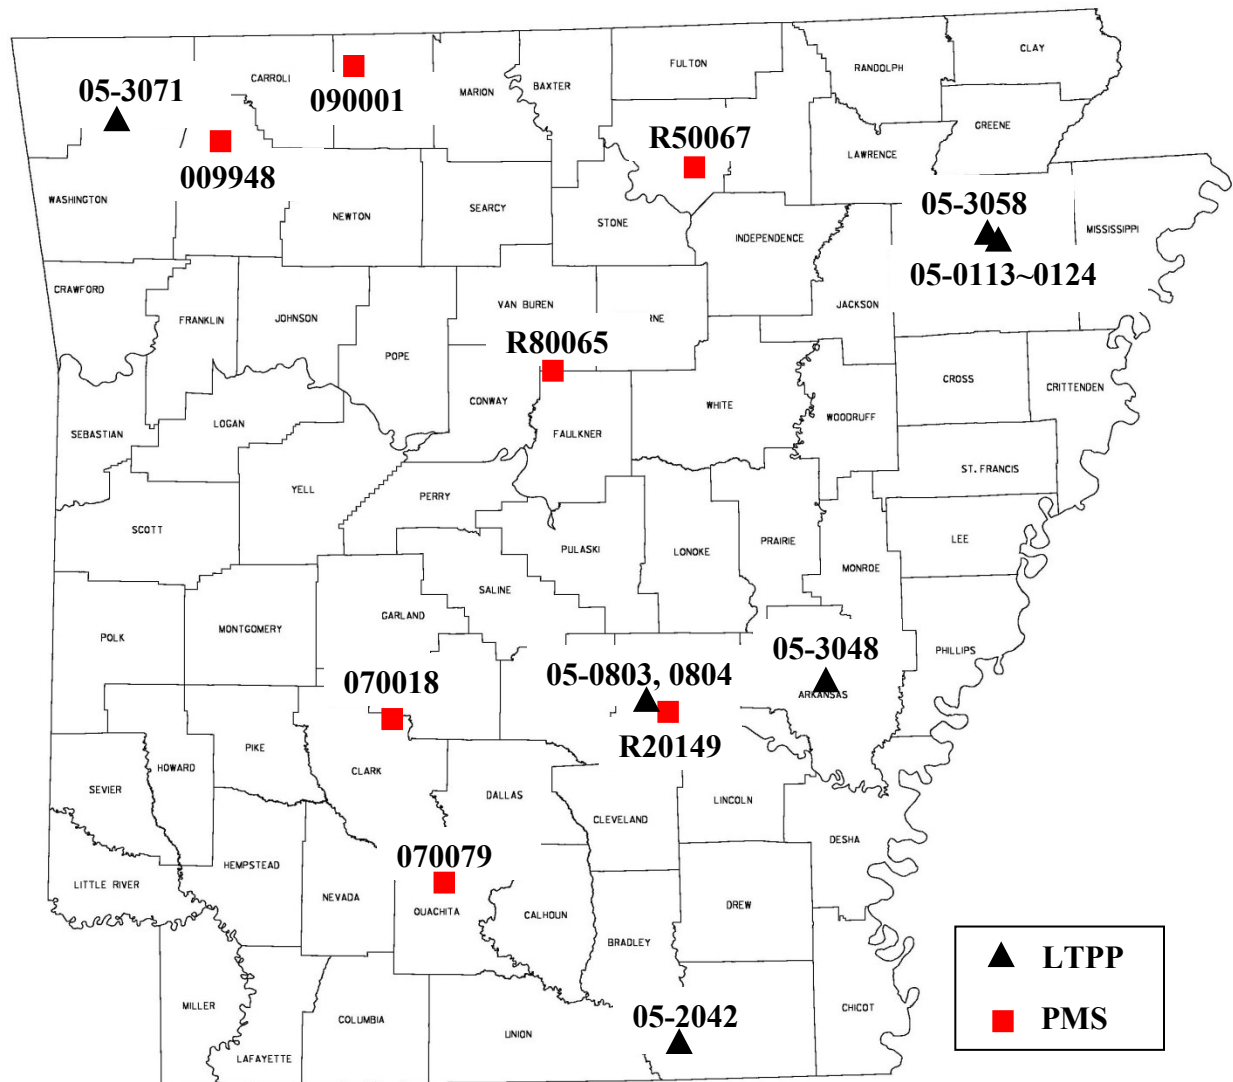 CLAY
FULTON
RANDOLPH
CARROLL
BAXTER
MARION
05-3071
090001
GREENE
R50067
LAWRENCE
009948
WASHINGTON
NEWTON
SEARCY
STONE
INDEPENDENCE
05-3058
MISSISSIPPI
05-0113~0124
CRAWFORD
FRANKLIN
JOHNSON
VAN BUREN
JACKSON
RNE
R80065
POPE
CROSS
CRITTENDEN
CONWAY
WHITE
WOODRUFF
LOGAN
SEBASTIAN
FAULKNER
ST. FRANCIS
YELL
PERRY
SCOTT
LEE
PULASKI
LONOKE
PRAIRIE
MONROE
SALINE
GARLAND
MONTGOMERY
POLK
05-3048
PHILLIPS
070018
05-0803, 0804
ARKANSAS
R20149
PIKE
HOWARD
CLARK
SEVIER
DALLAS
LINCOLN
CLEVELAND
DESHA
070079
HEMPSTEAD
LITTLE RIVER
NEVADA
OUACHITA
CALHOUN
DREW
BRADLEY
LTPP
MILLER
CHICOT
05-2042
PMS
COLUMBIA
UNION
LAFAYETTE